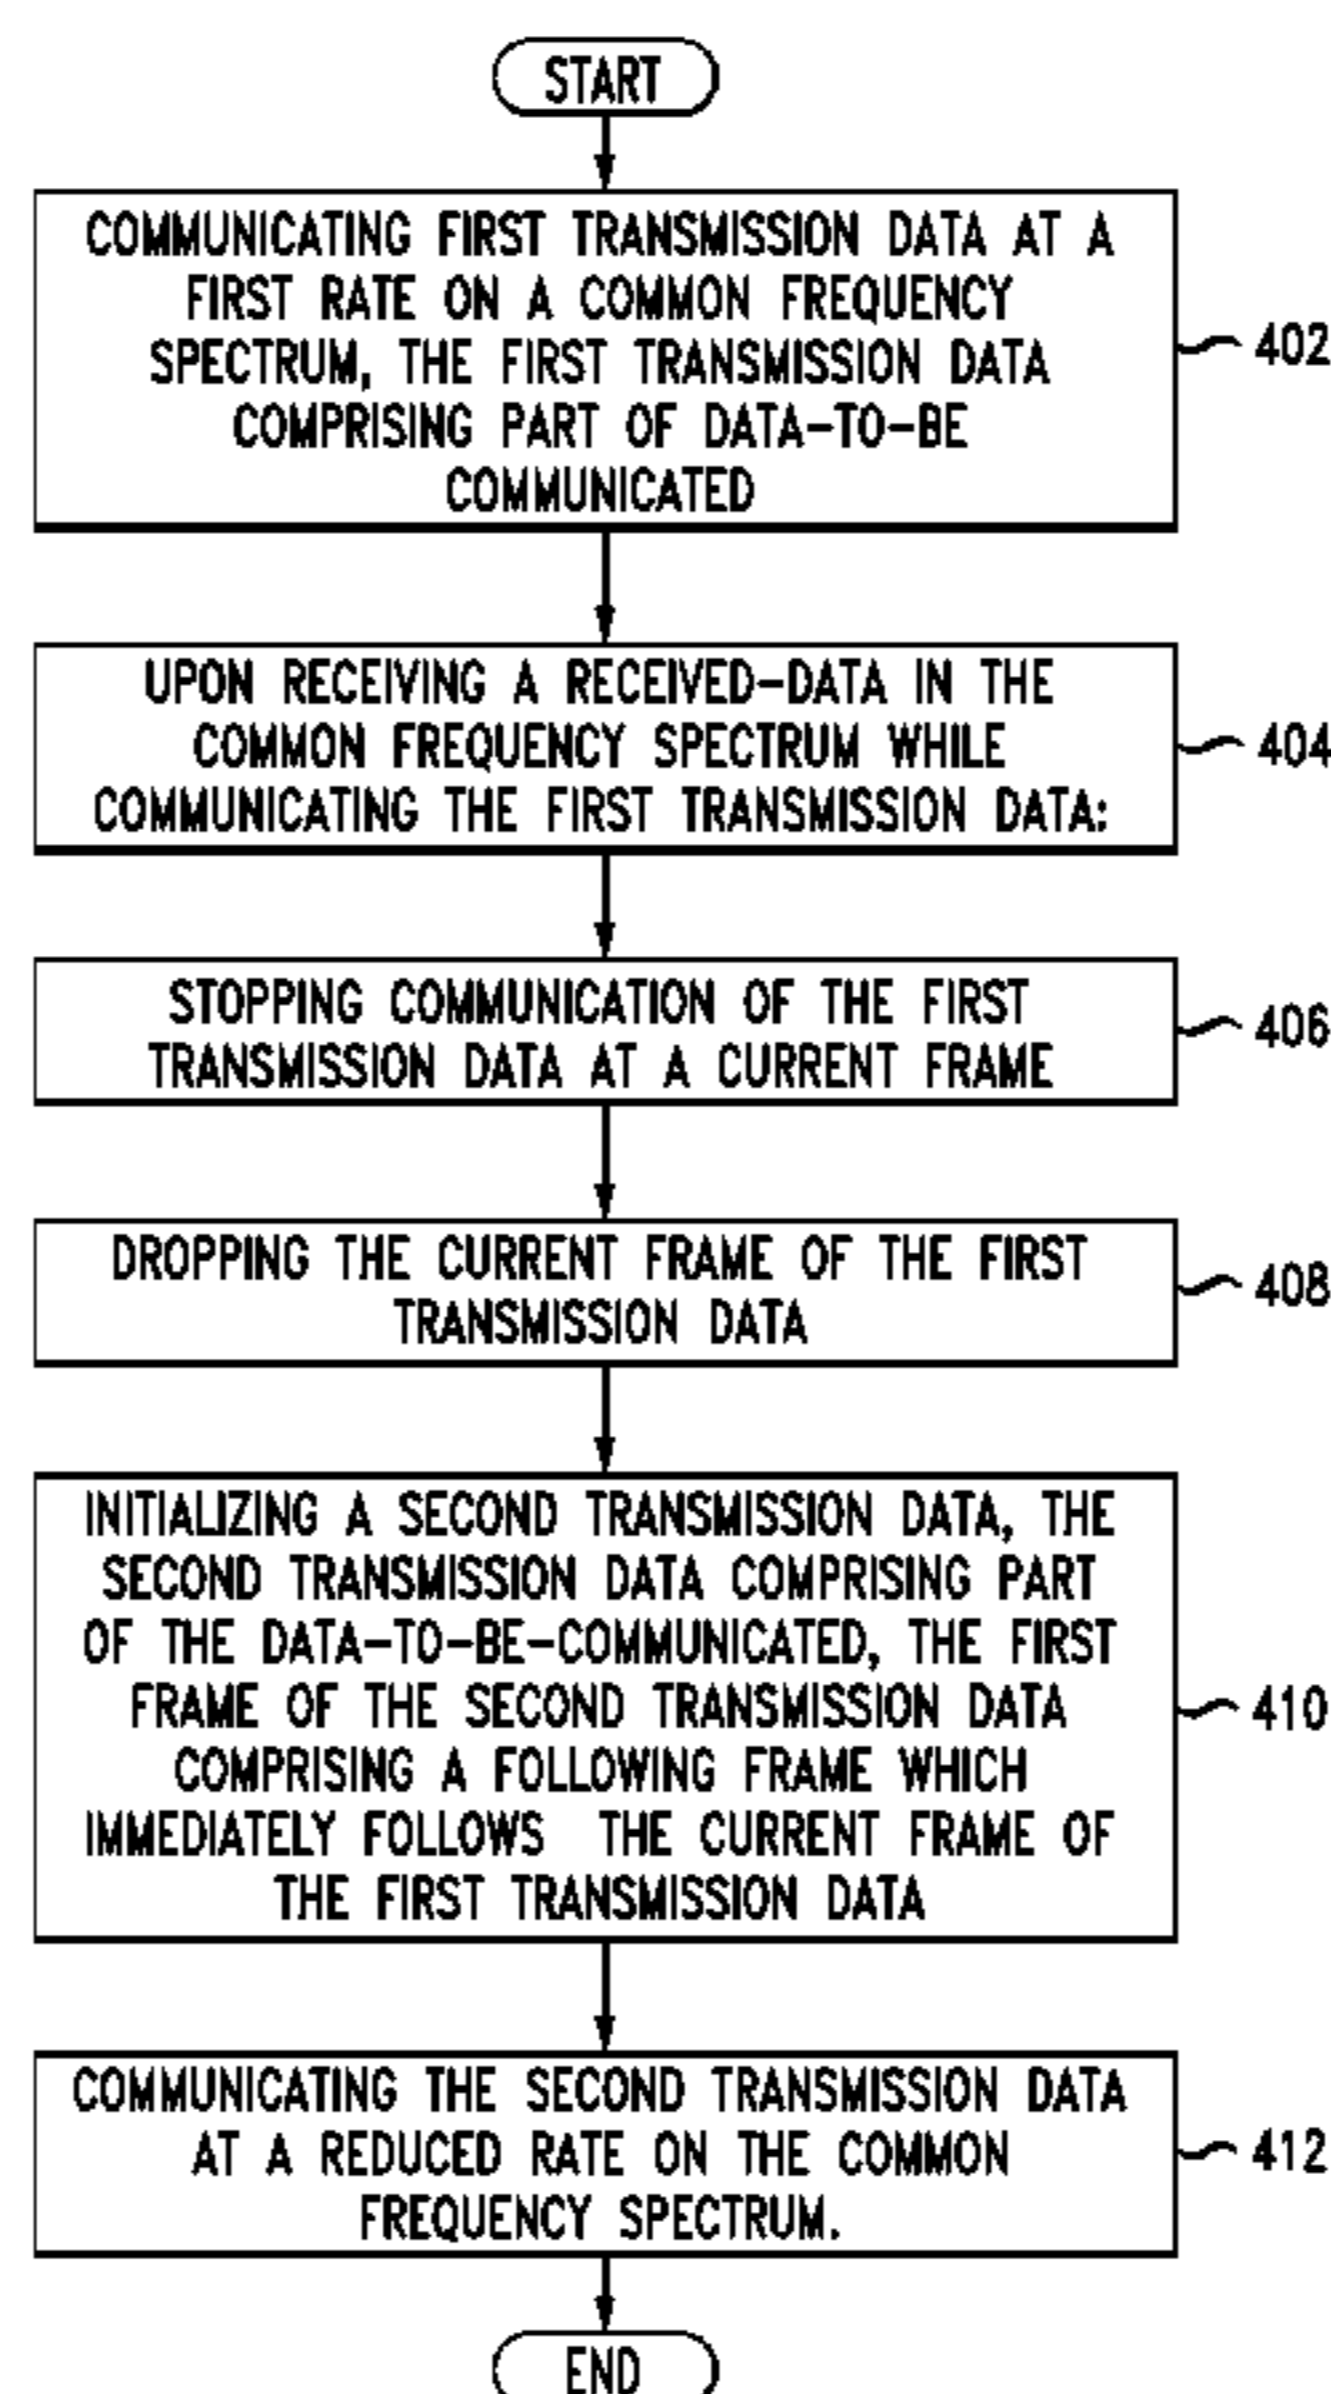 START
COMMUNICATING FIRST TRANSMISSION DATA AT A
FIRST RATE ON A COMMON FREQUENCY
SPECTRUM, THE FIRST TRANSMISSION DATA
COMPRISING PART OF DATA-TO-BE
COMMUNICATED
402
UPON RECEIVING A RECEIVED-DATA IN THE
COMMON FREQUENCY SPECTRUM WHILE
COMMUNICATING THE FIRST TRANSMISSION DATA:
404
STOPPING COMMUNICATION OF THE FIRST
TRANSMISSION DATA AT A CURRENT FRAME
406
DROPPING THE CURRENT FRAME OF THE FIRST
TRANSMISSION DATA
408
INITIALIZING A SECOND TRANSMISSION DATA, THE
SECOND TRANSMISSION DATA COMPRISING PART
OF THE DATA-TO-BE-COMMUNICATED, THE FIRST
FRAME OF THE SECOND TRANSMISSION DATA
COMPRISING A FOLLOWING FRAME WHICH
IMMEDIATELY FOLLOWS THE CURRENT FRAME OF
THE FIRST TRANSMISSION DATA
410
COMMUNICATING THE SECOND TRANSMISSION DATA
AT A REDUCED RATE ON THE COMMON
FREQUENCY SPECTRUM.
412
END